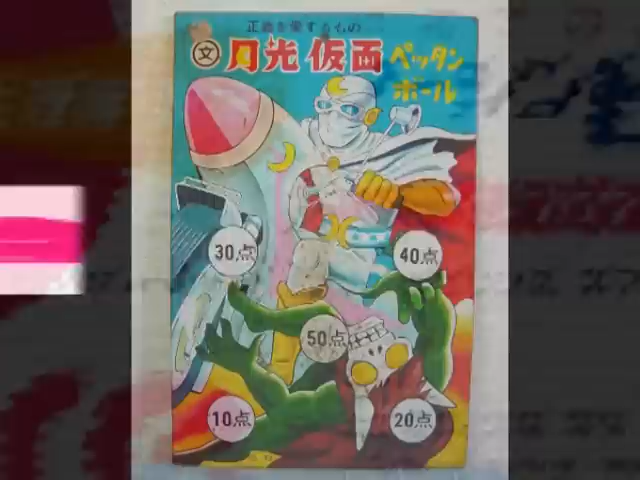 正義を愛するもの
文 月光仮面 ペッタン
ボール
30点
40点
50点
10点
20点